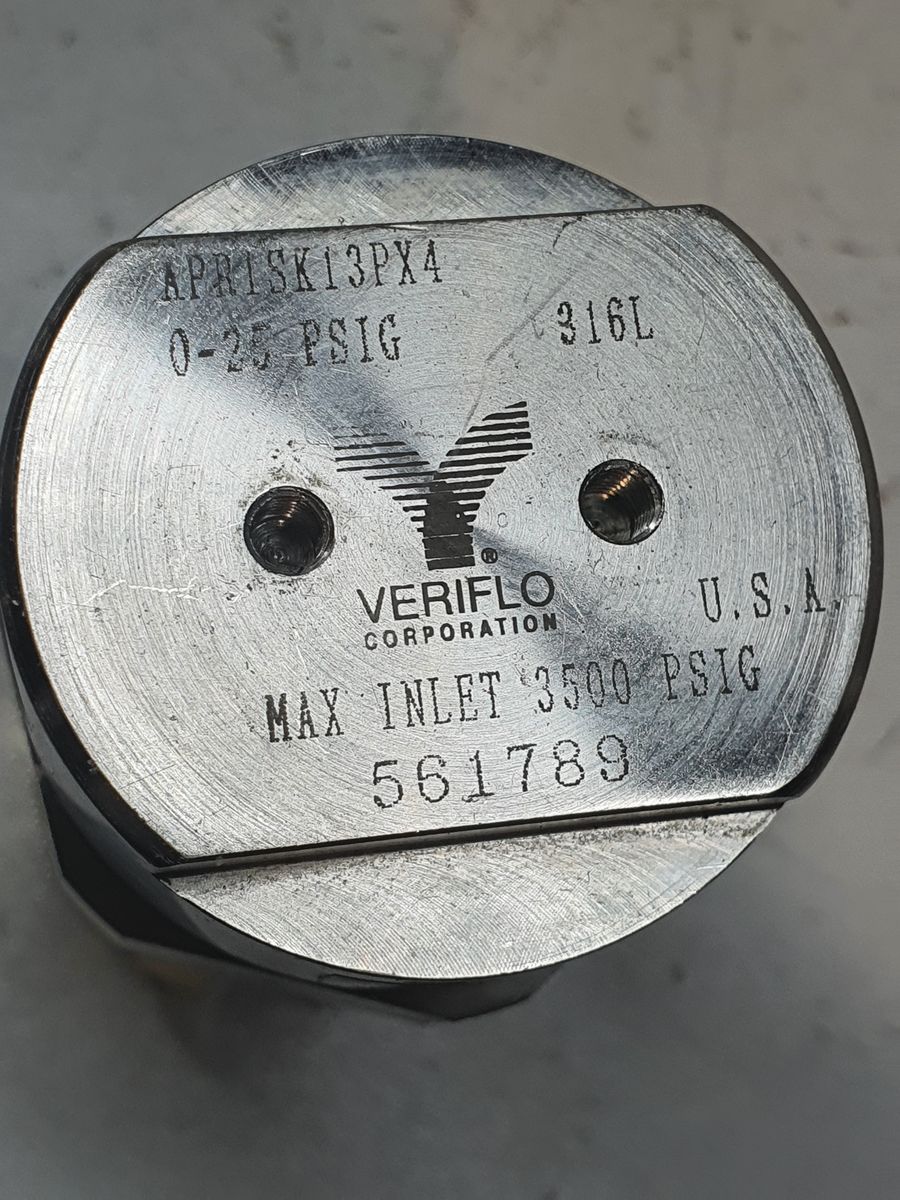 APR1SK13PX4
0-25 PSIG
316L
®
VERIFLO
CORPORATION
U.S.A.
MAX INLET 3500 PSIG
561789